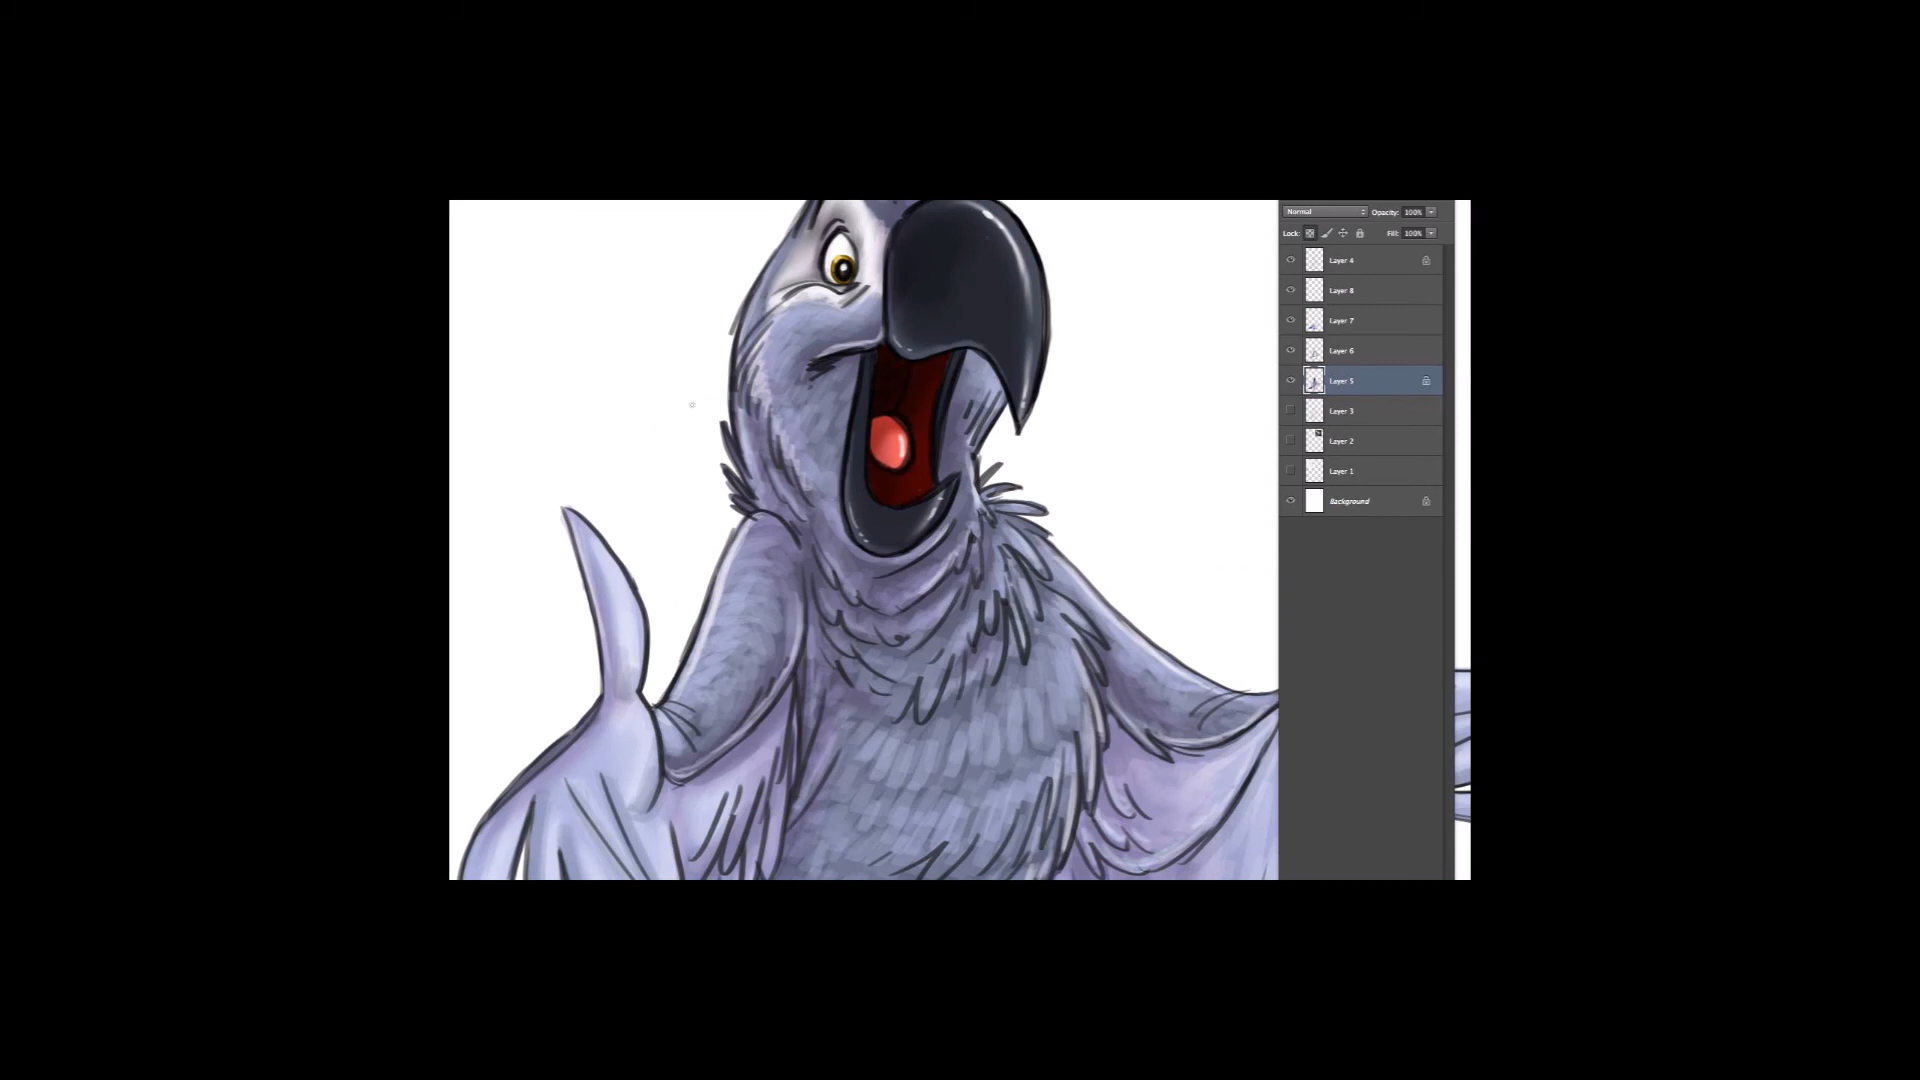 Normal Opacity: 100%
Lock: Fill: 100%
Layer 4
Layer 8
Layer 7
Layer 6
Layer 5
Layer 3
Layer 2
Layer 1
Background